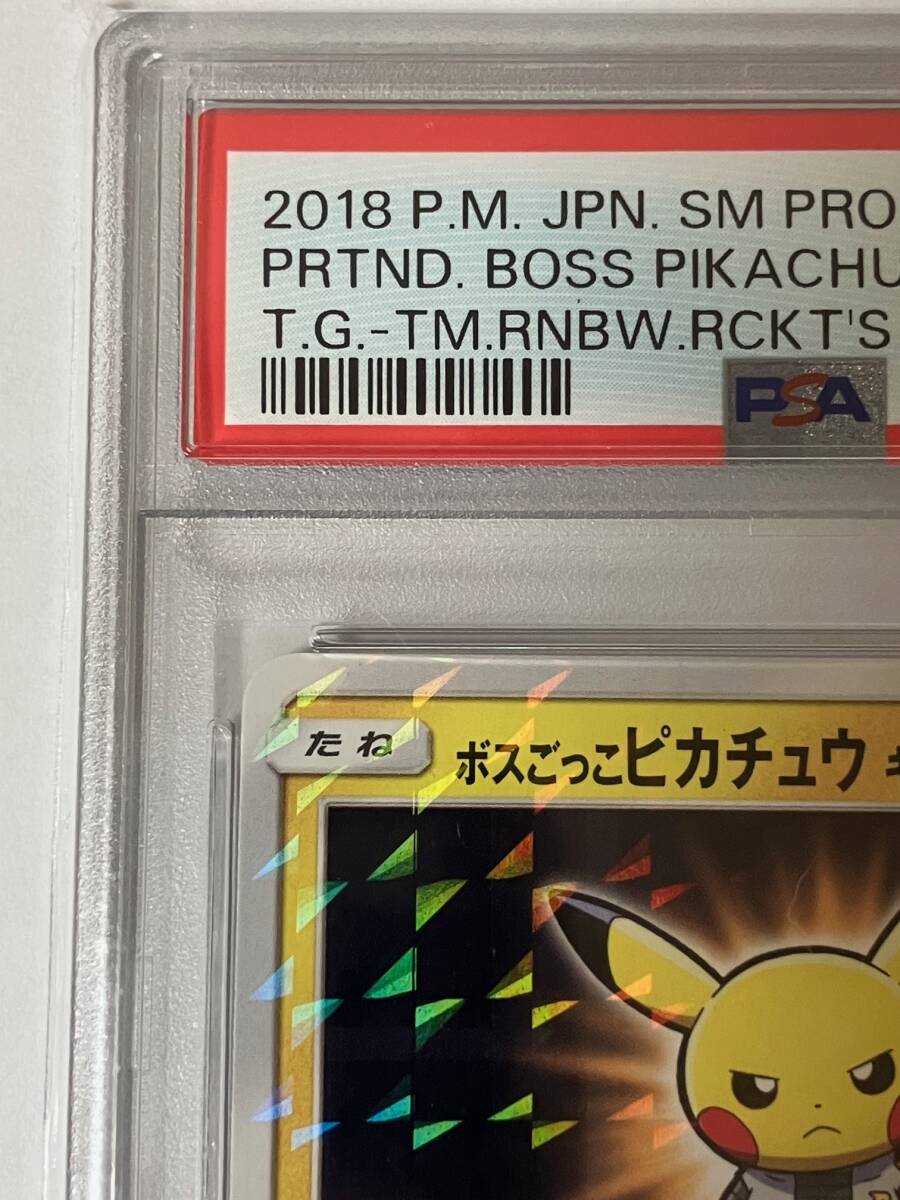 2018 P.M. JPN. SM PRO
PRTND. BOSS PIKACHU
T.G.-TM.RNBW.RCKT'S
PSA
たね
ボスごっこピカチュウ